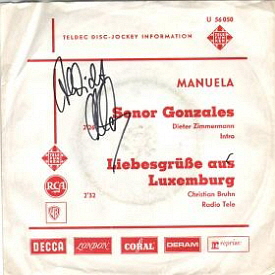 U 56 050
TELDEC DISC-JOCKEY INFORMATION
TELEFUNKEN
MANUELA
Senor Gonzales
Dieter Zimmermann
Intro
Liebesgrüße aus
Luxemburg
2'32
Christian Bruhn
Radio Tele
RCA
DECCA LONDON CORAL DERAM reprise